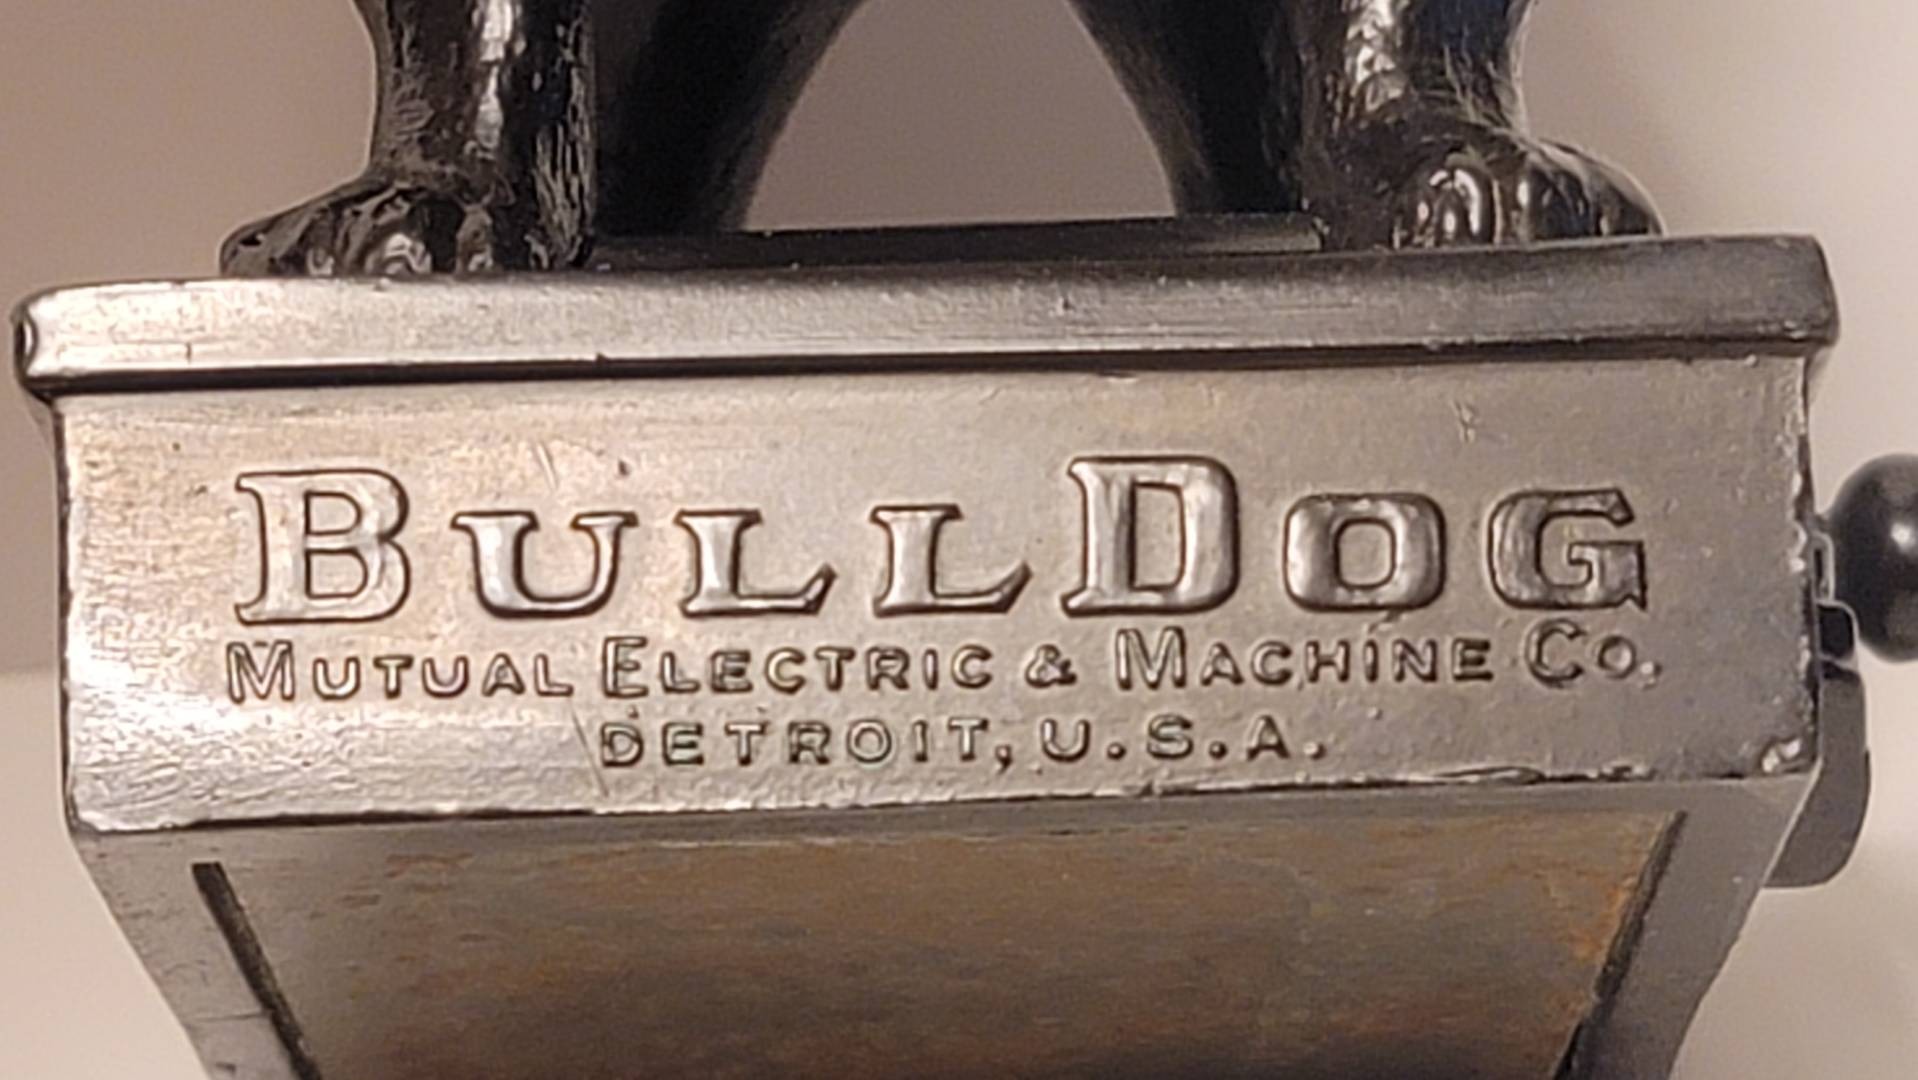 BULLDOG
MUTUAL ELECTRIC & MACHINE CO.
DETROIT, U.S.A.